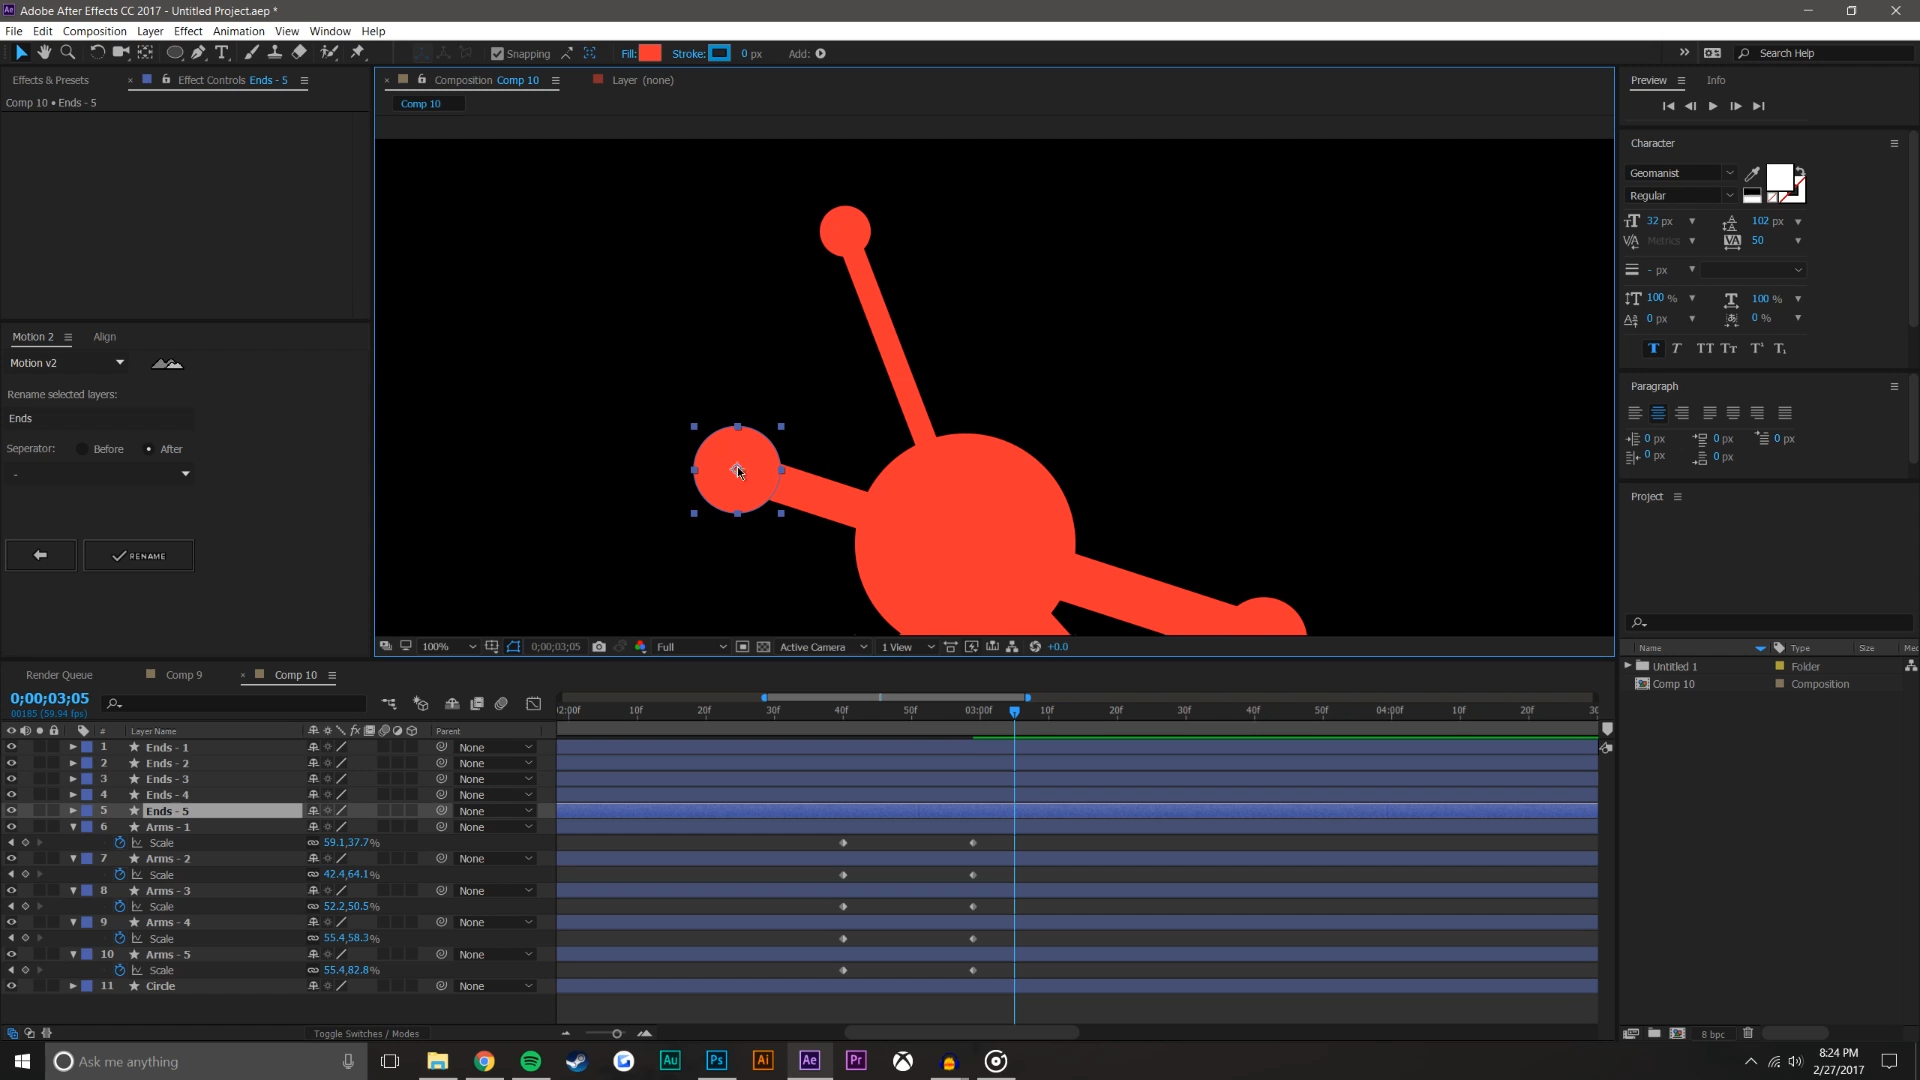 Adobe After Effects CC 2017 - Untitled Project.aep *
File Edit Composition Layer Effect Animation View Window Help
Snapping Fill: Stroke: 0 px Add: Search Help
Effects & Presets × Effect Controls Ends - 5
Comp 10 • Ends - 5
× Composition Comp 10 Layer (none)
Comp 10
Preview Info
Character
Geomanist
Regular
32 px 102 px
Metrics 50
- px
100 % 100 %
0 px 0 %
T T TT Tт T¹ T₁
Paragraph
0 px 0 px 0 px
0 px 0 px
Project
Name Type Size
Untitled 1 Folder
Comp 10 Composition
8 bpc
Motion 2 Align
Motion v2
Rename selected layers:
Ends
Seperator: Before After
-
RENAME
100% 0;00;03;05 Full Active Camera 1 View +0.0
Render Queue Comp 9 × Comp 10
0;00;03;05
00185 (59.94 fps)
10f 20f 30f 40f 50f 03:00f 10f 20f 30f 40f 50f 04:00f 10f 20f
# Layer Name Parent
1 Ends - 1 None
2 Ends - 2 None
3 Ends - 3 None
4 Ends - 4 None
5 Ends - 5 None
6 Arms - 1 None
Scale 59.1,37.7%
7 Arms - 2 None
Scale 42.4,64.1%
8 Arms - 3 None
Scale 52.2,50.5%
9 Arms - 4 None
Scale 55.4,58.3%
10 Arms - 5 None
Scale 55.4,82.8%
11 Circle None
Toggle Switches / Modes
Ask me anything
Au Ps Ai Ae Pr
8:24 PM
2/27/2017